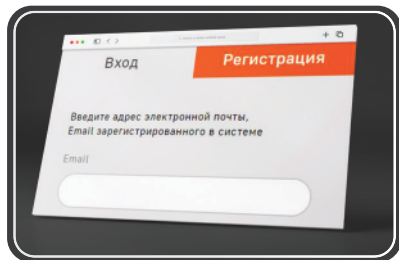 Вход
Регистрация
Введите адрес электронной почты,
Email зарегистрированного в системе
Email